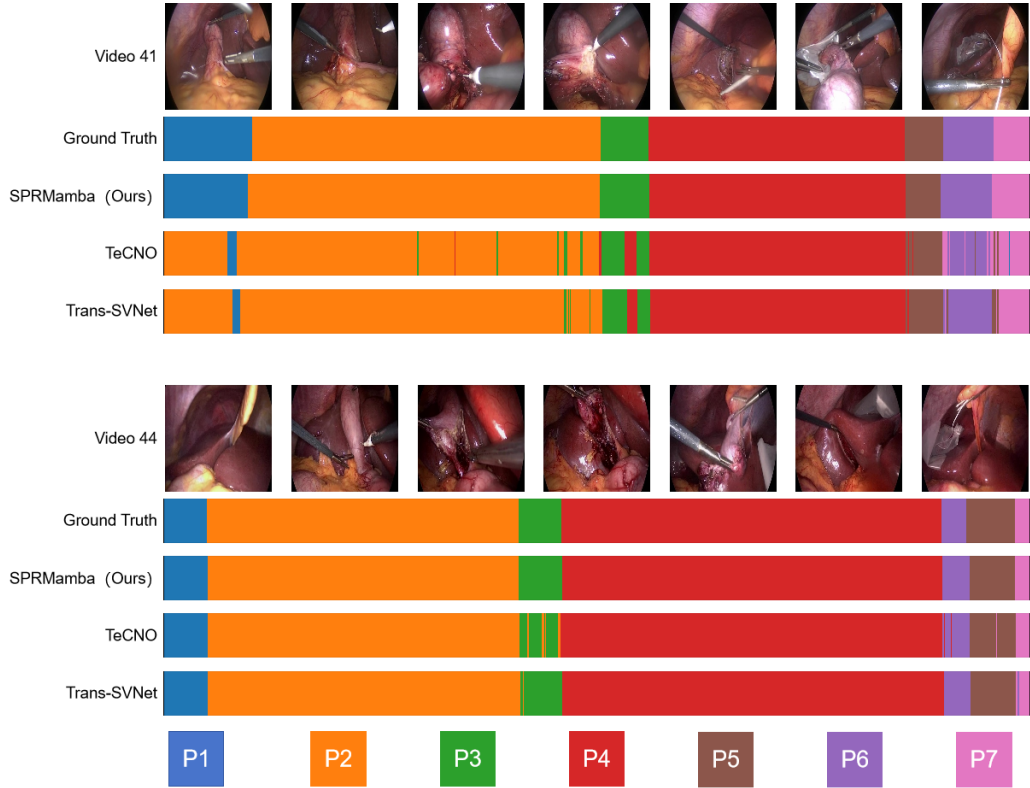 Video 41
Ground Truth
SPRMamba (Ours)
TeCNO
Trans-SVNet
Video 44
Ground Truth
SPRMamba (Ours)
TeCNO
Trans-SVNet
P1 P2 P3 P4 P5 P6 P7